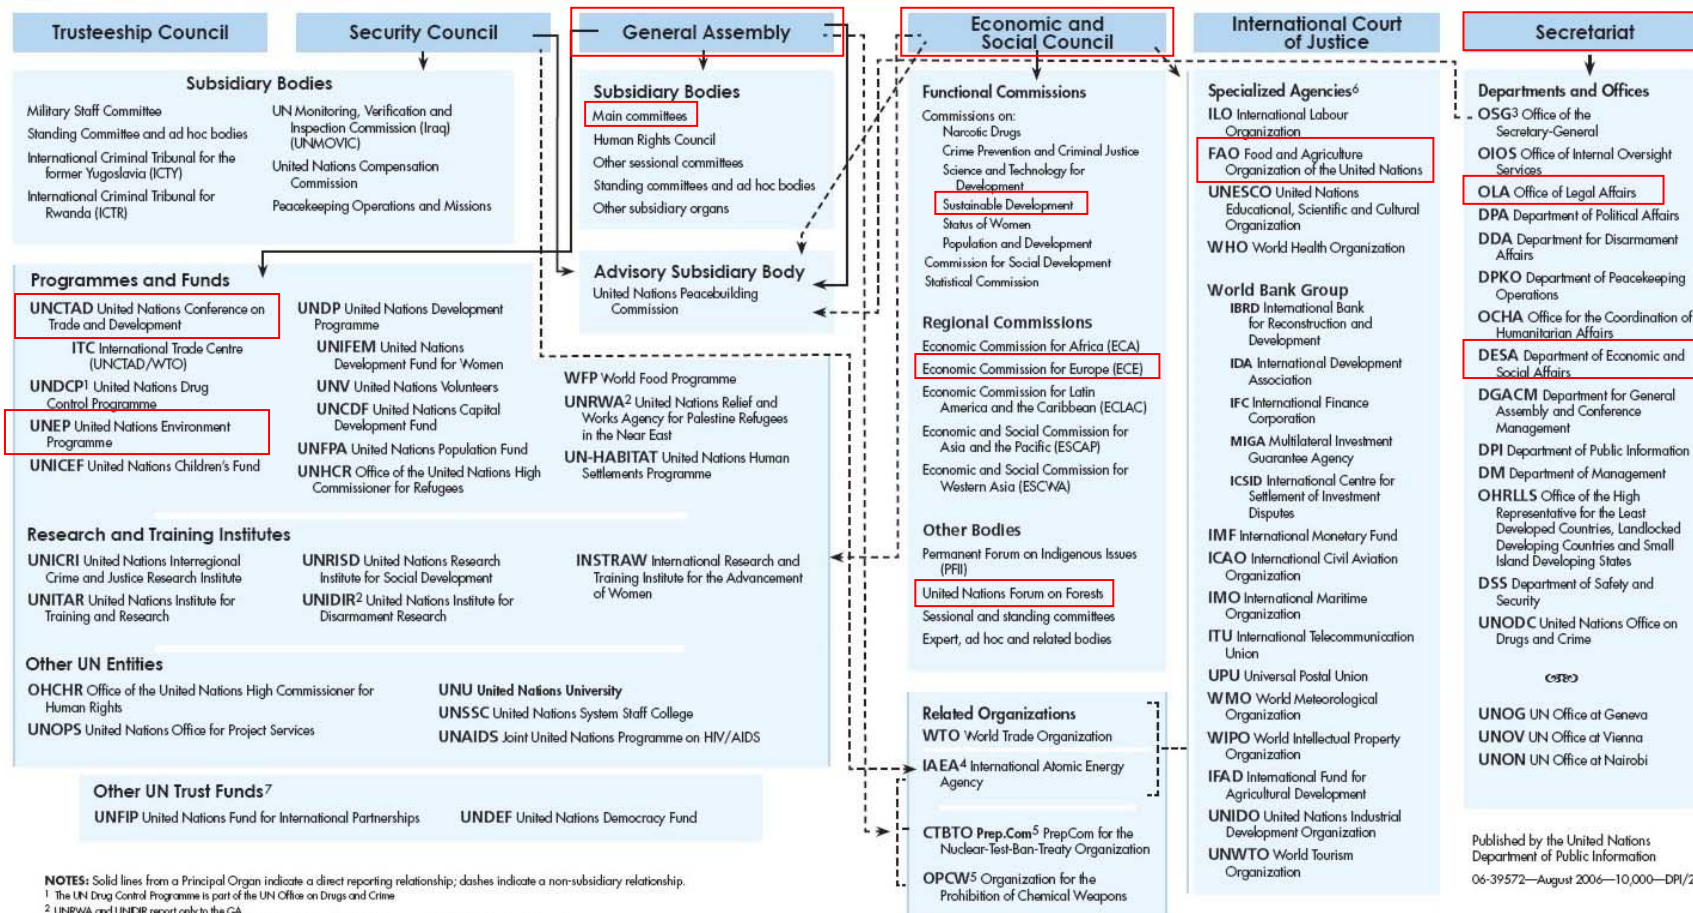 Trusteeship Council
Security Council
General Assembly
Economic and
Social Council
International Court
of Justice
Secretariat
Subsidiary Bodies
Military Staff Committee
Standing Committee and ad hoc bodies
International Criminal Tribunal for the
former Yugoslavia (ICTY)
International Criminal Tribunal for
Rwanda (ICTR)
UN Monitoring, Verification and
Inspection Commission (Iraq)
(UNMOVIC)
United Nations Compensation
Commission
Peacekeeping Operations and Missions
Subsidiary Bodies
Main committees
Human Rights Council
Other sessional committees
Standing committees and ad hoc bodies
Other subsidiary organs
Advisory Subsidiary Body
United Nations Peacebuilding
Commission
Programmes and Funds
UNCTAD United Nations Conference on
Trade and Development
ITC International Trade Centre
(UNCTAD/WTO)
UNDCP1 United Nations Drug
Control Programme
UNEP United Nations Environment
Programme
UNICEF United Nations Children's Fund
UNDP United Nations Development
Programme
UNIFEM United Nations
Development Fund for Women
UNV United Nations Volunteers
UNCDF United Nations Capital
Development Fund
UNFPA United Nations Population Fund
UNHCR Office of the United Nations High
Commissioner for Refugees
WFP World Food Programme
UNRWA2 United Nations Relief and
Works Agency for Palestine Refugees
in the Near East
UN-HABITAT United Nations Human
Settlements Programme
Research and Training Institutes
UNICRI United Nations Interregional
Crime and Justice Research Institute
UNITAR United Nations Institute for
Training and Research
UNRISD United Nations Research
Institute for Social Development
UNIDIR2 United Nations Institute for
Disarmament Research
INSTRAW International Research and
Training Institute for the Advancement
of Women
Other UN Entities
OHCHR Office of the United Nations High Commissioner for
Human Rights
UNOPS United Nations Office for Project Services
UNU United Nations University
UNSSC United Nations System Staff College
UNAIDS Joint United Nations Programme on HIV/AIDS
Other UN Trust Funds7
UNFIP United Nations Fund for International Partnerships
UNDEF United Nations Democracy Fund
Functional Commissions
Commissions on:
Narcotic Drugs
Crime Prevention and Criminal Justice
Science and Technology for
Development
Sustainable Development
Status of Women
Population and Development
Commission for Social Development
Statistical Commission
Regional Commissions
Economic Commission for Africa (ECA)
Economic Commission for Europe (ECE)
Economic Commission for Latin
America and the Caribbean (ECLAC)
Economic and Social Commission for
Asia and the Pacific (ESCAP)
Economic and Social Commission for
Western Asia (ESCWA)
Other Bodies
Permanent Forum on Indigenous Issues
(PFII)
United Nations Forum on Forests
Sessional and standing committees
Expert, ad hoc and related bodies
Related Organizations
WTO World Trade Organization
IAEA4 International Atomic Energy
Agency
CTBTO Prep.Com5 PrepCom for the
Nuclear-Test-Ban-Treaty Organization
OPCW5 Organization for the
Prohibition of Chemical Weapons
Specialized Agencies6
ILO International Labour
Organization
FAO Food and Agriculture
Organization of the United Nations
UNESCO United Nations
Educational, Scientific and Cultural
Organization
WHO World Health Organization
World Bank Group
IBRD International Bank
for Reconstruction and
Development
IDA International Development
Association
IFC International Finance
Corporation
MIGA Multilateral Investment
Guarantee Agency
ICSID International Centre for
Settlement of Investment
Disputes
IMF International Monetary Fund
ICAO International Civil Aviation
Organization
IMO International Maritime
Organization
ITU International Telecommunication
Union
UPU Universal Postal Union
WMO World Meteorological
Organization
WIPO World Intellectual Property
Organization
IFAD International Fund for
Agricultural Development
UNIDO United Nations Industrial
Development Organization
UNWTO World Tourism
Organization
Departments and Offices
OSG3 Office of the
Secretary-General
OIOS Office of Internal Oversight
Services
OLA Office of Legal Affairs
DPA Department of Political Affairs
DDA Department for Disarmament
Affairs
DPKO Department of Peacekeeping
Operations
OCHA Office for the Coordination of
Humanitarian Affairs
DESA Department of Economic and
Social Affairs
DGACM Department for General
Assembly and Conference
Management
DPI Department of Public Information
DM Department of Management
OHRLLS Office of the High
Representative for the Least
Developed Countries, Landlocked
Developing Countries and Small
Island Developing States
DSS Department of Safety and
Security
UNODC United Nations Office on
Drugs and Crime
UNOG UN Office at Geneva
UNOV UN Office at Vienna
UNON UN Office at Nairobi
Published by the United Nations
Department of Public Information
06-39572—August 2006—10,000—DPI/2
NOTES: Solid lines from a Principal Organ indicate a direct reporting relationship; dashes indicate a non-subsidiary relationship.
1 The UN Drug Control Programme is part of the UN Office on Drugs and Crime
2 UNRWA and UNIDIR report only to the GA